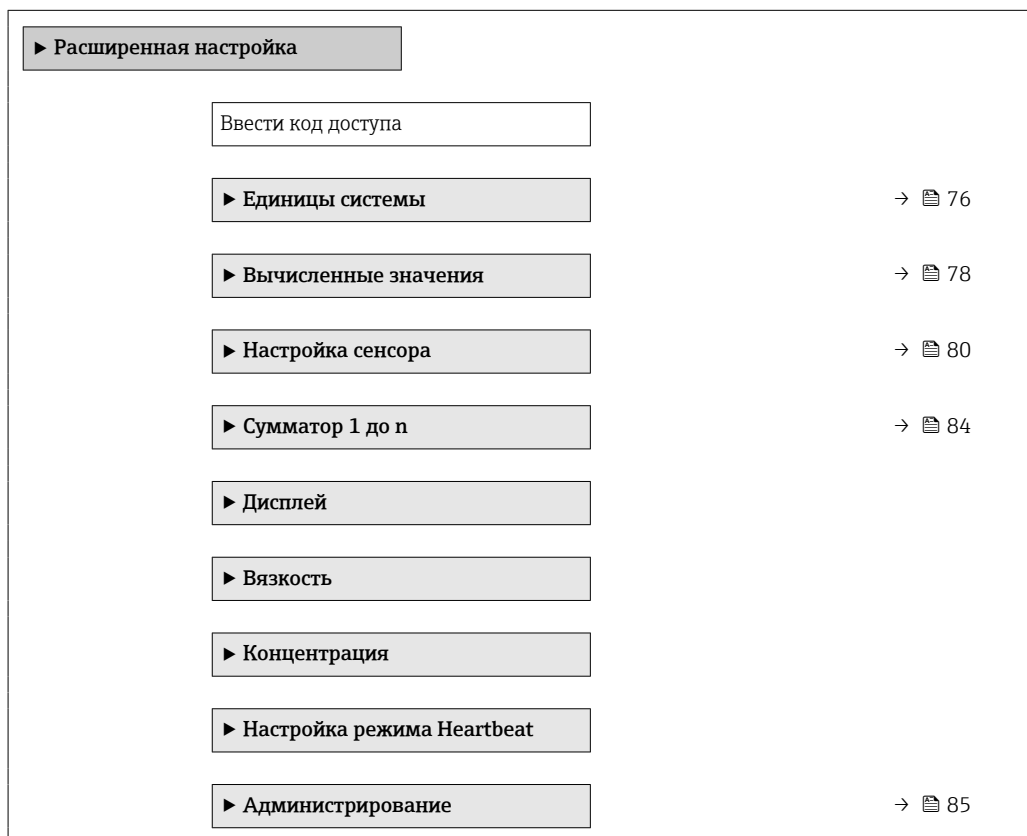 ▶ Расширенная настройка
Ввести код доступа
▶ Единицы системы → 76
▶ Вычисленные значения → 78
▶ Настройка сенсора → 80
▶ Сумматор 1 до n → 84
▶ Дисплей
▶ Вязкость
▶ Концентрация
▶ Настройка режима Heartbeat
▶ Администрирование → 85